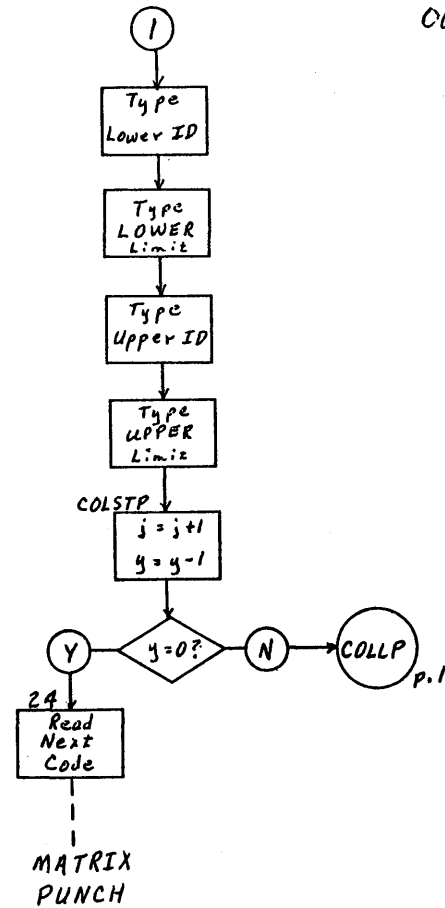 1
Type
Lower ID
Type
LOWER
Limit
Type
Upper ID
Type
UPPER
Limit
COLSTP
j = j+1
y = y-1
Y
y=0?
N
COLLP
p.1
24
Read
Next
Code
MATRIX
PUNCH